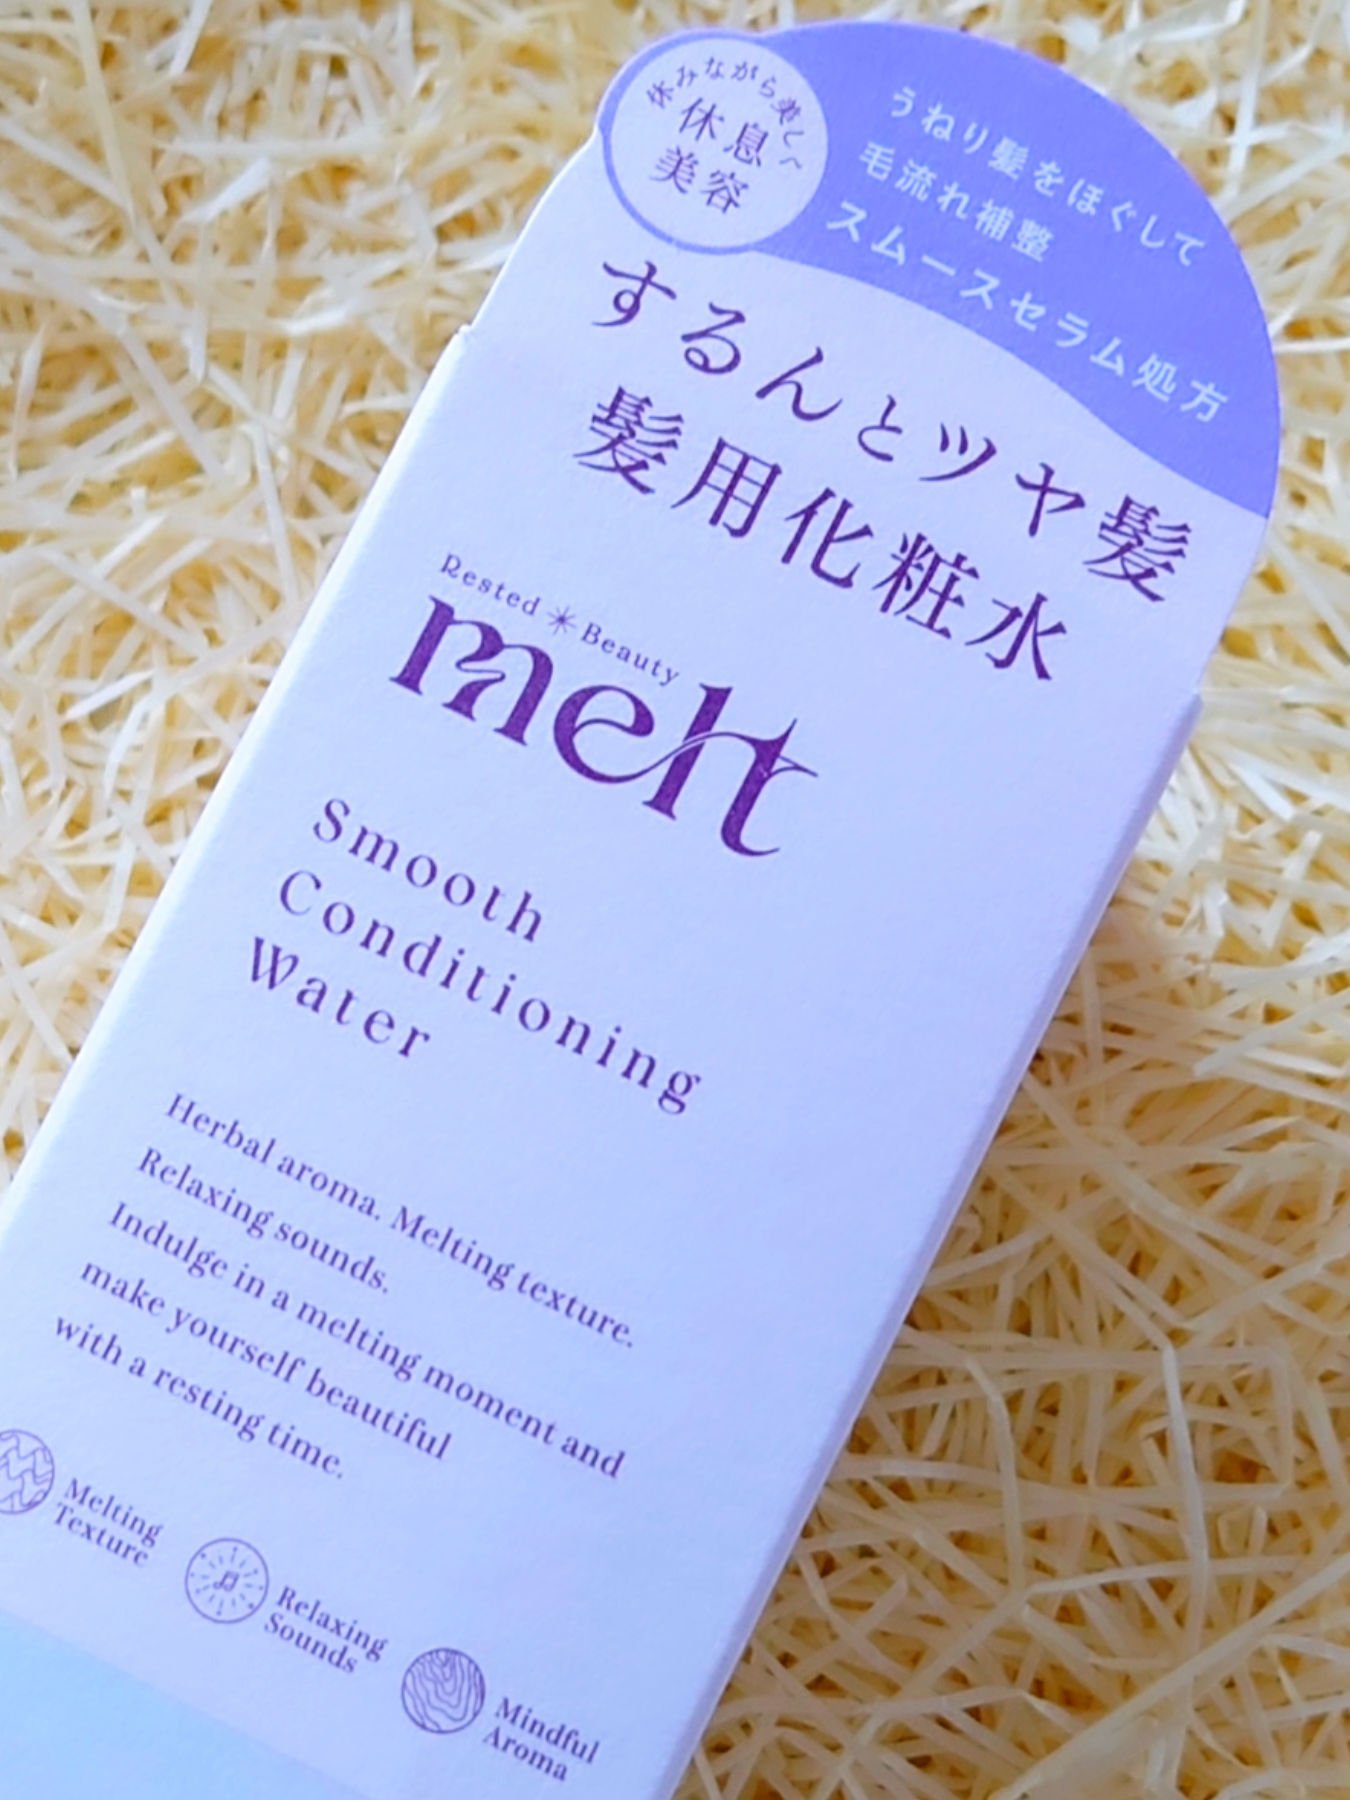 休みながら美しくへ
休息
美容
うねり髪をほぐして
毛流れ補整
スムースセラム処方
するんとツヤ髪
髪用化粧水
Rested Beauty
melt
Smooth
Conditioning
Water
Herbal aroma. Melting texture.
Relaxing sounds.
Indulge in a melting moment and
make yourself beautiful
with a resting time.
Melting
Texture
Relaxing
Sounds
Mindful
Aroma